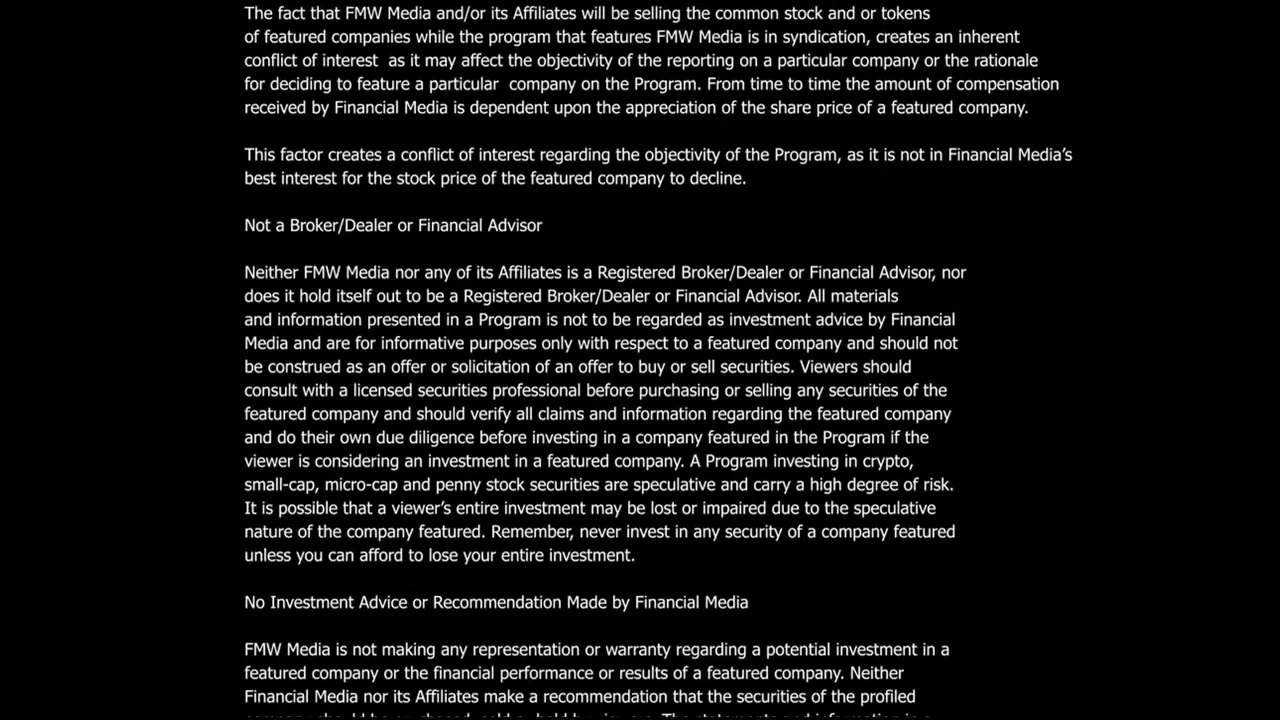 The fact that FMW Media and/or its Affiliates will be selling the common stock and or tokens
of featured companies while the program that features FMW Media is in syndication, creates an inherent
conflict of interest  as it may affect the objectivity of the reporting on a particular company or the rationale
for deciding to feature a particular  company on the Program. From time to time the amount of compensation
received by Financial Media is dependent upon the appreciation of the share price of a featured company.
This factor creates a conflict of interest regarding the objectivity of the Program, as it is not in Financial Media’s
best interest for the stock price of the featured company to decline.
Not a Broker/Dealer or Financial Advisor
Neither FMW Media nor any of its Affiliates is a Registered Broker/Dealer or Financial Advisor, nor
does it hold itself out to be a Registered Broker/Dealer or Financial Advisor. All materials
and information presented in a Program is not to be regarded as investment advice by Financial
Media and are for informative purposes only with respect to a featured company and should not
be construed as an offer or solicitation of an offer to buy or sell securities. Viewers should
consult with a licensed securities professional before purchasing or selling any securities of the
featured company and should verify all claims and information regarding the featured company
and do their own due diligence before investing in a company featured in the Program if the
viewer is considering an investment in a featured company. A Program investing in crypto,
small-cap, micro-cap and penny stock securities are speculative and carry a high degree of risk.
It is possible that a viewer’s entire investment may be lost or impaired due to the speculative
nature of the company featured. Remember, never invest in any security of a company featured
unless you can afford to lose your entire investment.
No Investment Advice or Recommendation Made by Financial Media
FMW Media is not making any representation or warranty regarding a potential investment in a
featured company or the financial performance or results of a featured company. Neither
Financial Media nor its Affiliates make a recommendation that the securities of the profiled